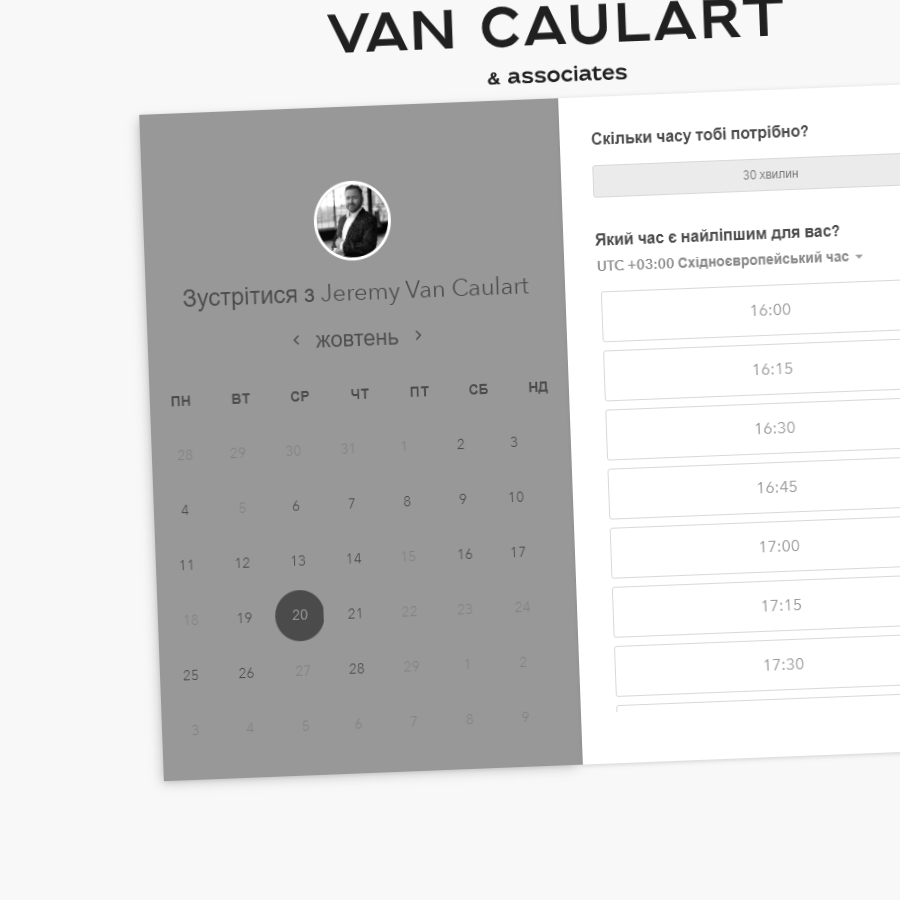 VAN CAULART
& associates
Зустрітися з Jeremy Van Caulart
‹ жовтень ›
ПН ВТ СР ЧТ ПТ СБ НД
28 29 30 31 1 2 3
4 5 6 7 8 9 10
11 12 13 14 15 16 17
18 19 20 21 22 23 24
25 26 27 28 29 1 2
3 4 5 6 7 8 9
Скільки часу тобі потрібно?
30 хвилин
Який час є найліпшим для вас?
UTC +03:00 Східноєвропейський час
16:00
16:15
16:30
16:45
17:00
17:15
17:30